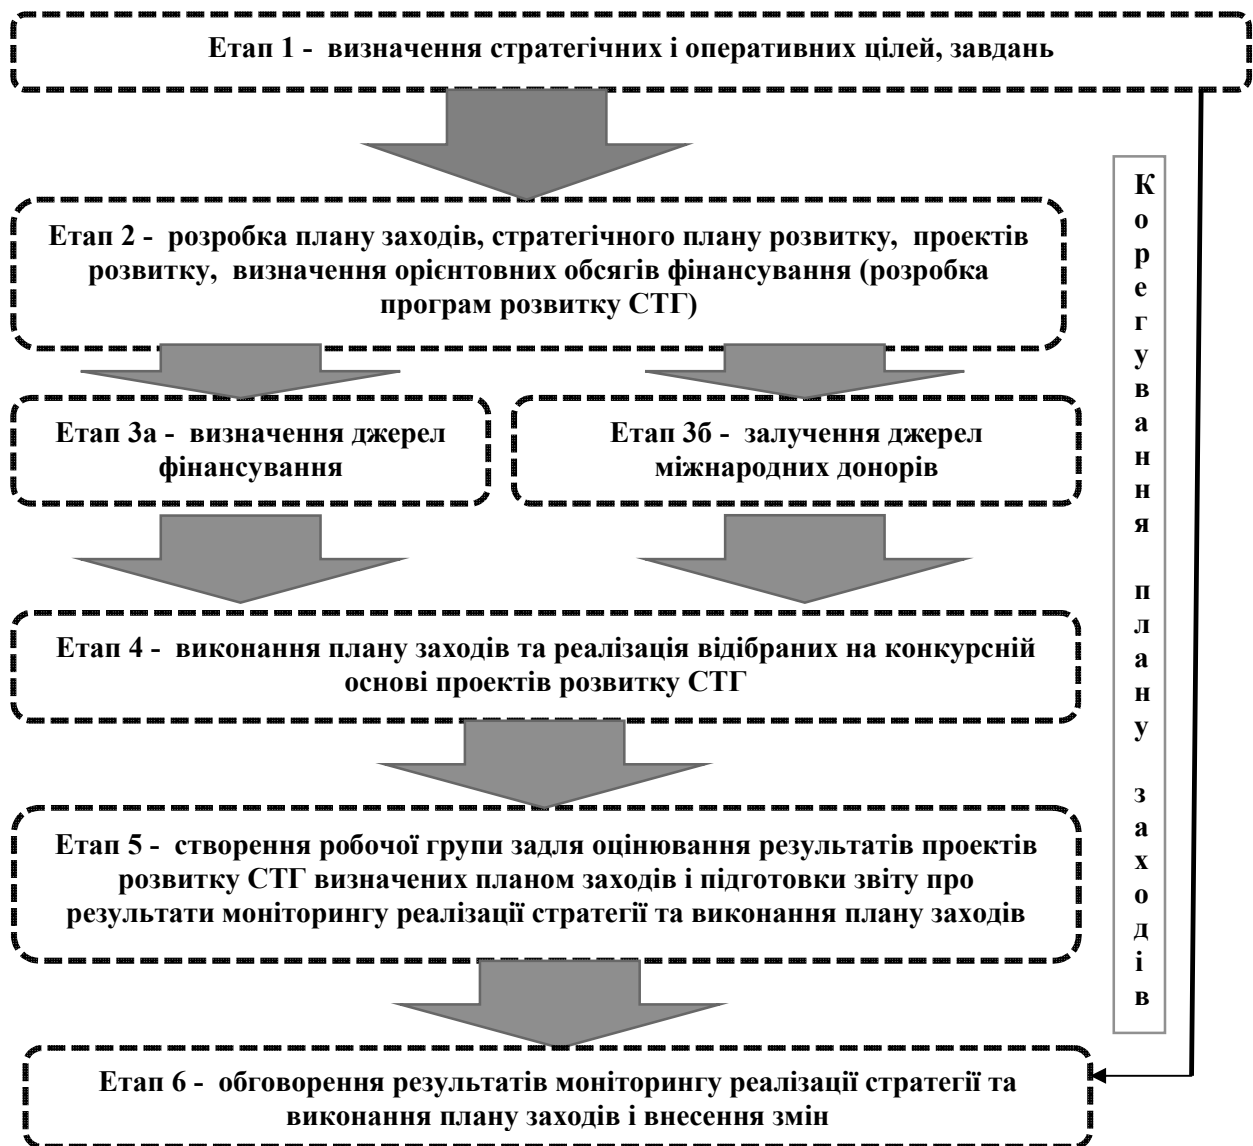 Етап 1 - визначення стратегічних і оперативних цілей, завдань
Етап 2 - розробка плану заходів, стратегічного плану розвитку, проектів
розвитку, визначення орієнтовних обсягів фінансування (розробка
програм розвитку СТГ)
Етап 3а - визначення джерел
фінансування
Етап 3б - залучення джерел
міжнародних донорів
Етап 4 - виконання плану заходів та реалізація відібраних на конкурсній
основі проектів розвитку СТГ
Етап 5 - створення робочої групи задля оцінювання результатів проектів
розвитку СТГ визначених планом заходів і підготовки звіту про
результати моніторингу реалізації стратегії та виконання плану заходів
Етап 6 - обговорення результатів моніторингу реалізації стратегії та
виконання плану заходів і внесення змін
Корегування плану заходів